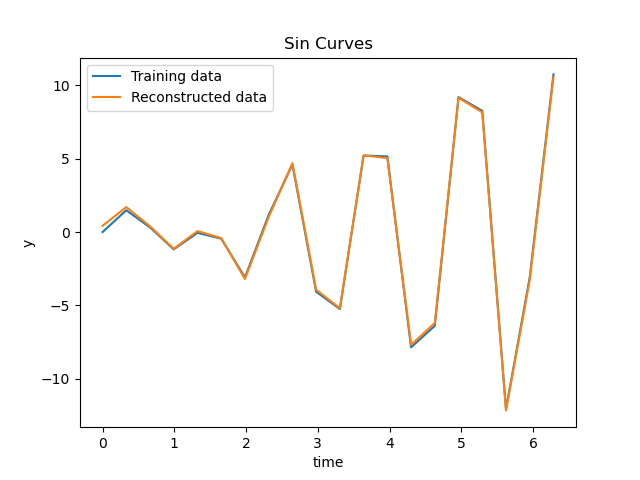 Sin Curves
Training data
Reconstructed data
10
5
0
−5
−10
y
0 1 2 3 4 5 6
time